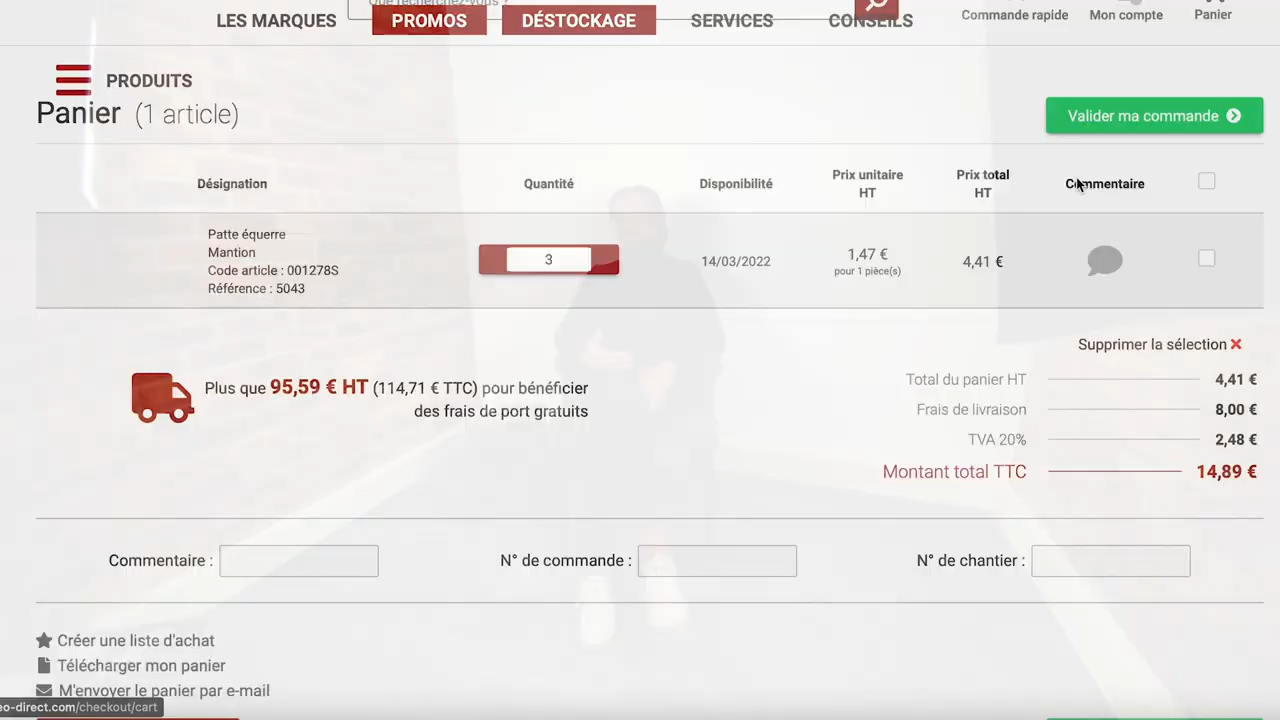 Que recherchez-vous ?
LES MARQUES
PROMOS
DÉSTOCKAGE
SERVICES
CONSEILS
Commande rapide
Mon compte
Panier
PRODUITS
Panier (1 article)
Valider ma commande
Désignation
Quantité
Disponibilité
Prix unitaire
HT
Prix total
HT
Commentaire
Patte équerre
Mantion
Code article : 001278S
Référence : 5043
3
14/03/2022
1,47 €
pour 1 pièce(s)
4,41 €
Supprimer la sélection
Plus que 95,59 € HT (114,71 € TTC) pour bénéficier
des frais de port gratuits
Total du panier HT 4,41 €
Frais de livraison 8,00 €
TVA 20% 2,48 €
Montant total TTC 14,89 €
Commentaire :
N° de commande :
N° de chantier :
Créer une liste d'achat
Télécharger mon panier
M'envoyer le panier par e-mail
eo-direct.com/checkout/cart